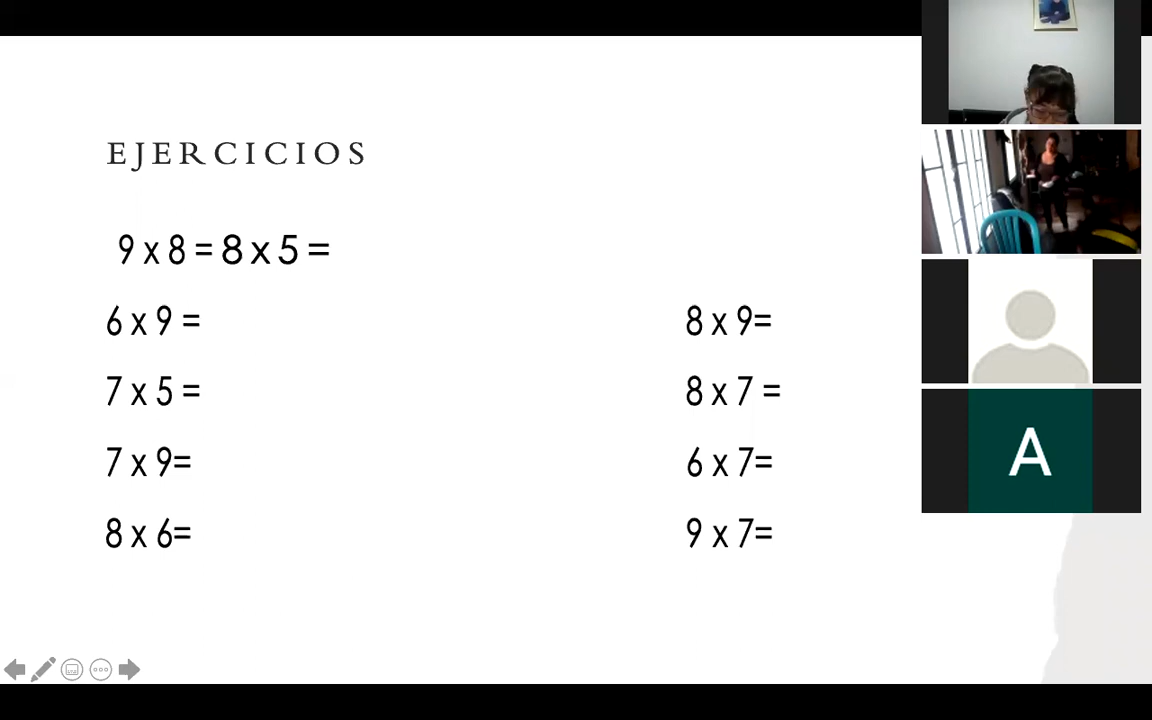 EJERCICIOS
9 x 8 = 8 x 5 =
6 x 9 =
7 x 5 =
7 x 9=
8 x 6=
8 x 9=
8 x 7 =
6 x 7=
9 x 7=
A